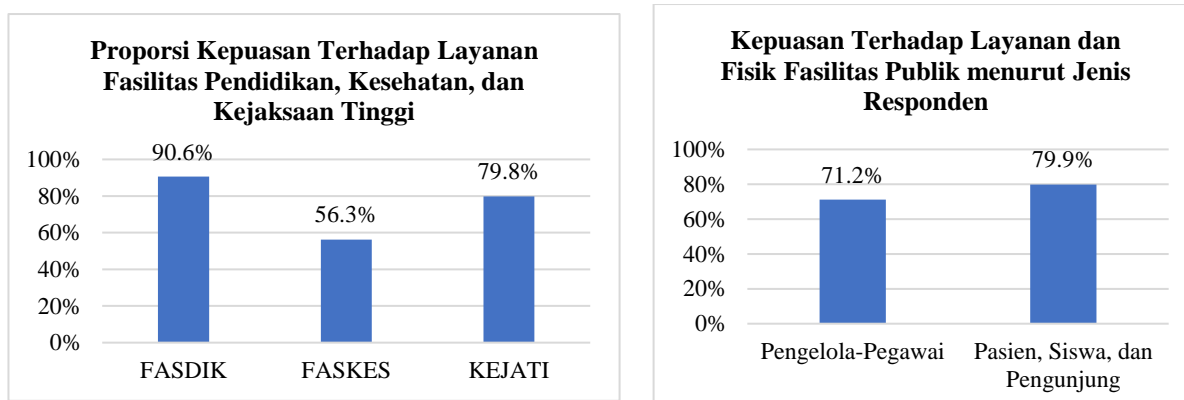 Proporsi Kepuasan Terhadap Layanan
Fasilitas Pendidikan, Kesehatan, dan
Kejaksaan Tinggi
100%
80%
60%
40%
20%
0%
90.6%
56.3%
79.8%
FASDIK
FASKES
KEJATI
Kepuasan Terhadap Layanan dan
Fisik Fasilitas Publik menurut Jenis
Responden
100%
80%
60%
40%
20%
0%
71.2%
79.9%
Pengelola-Pegawai
Pasien, Siswa, dan
Pengunjung